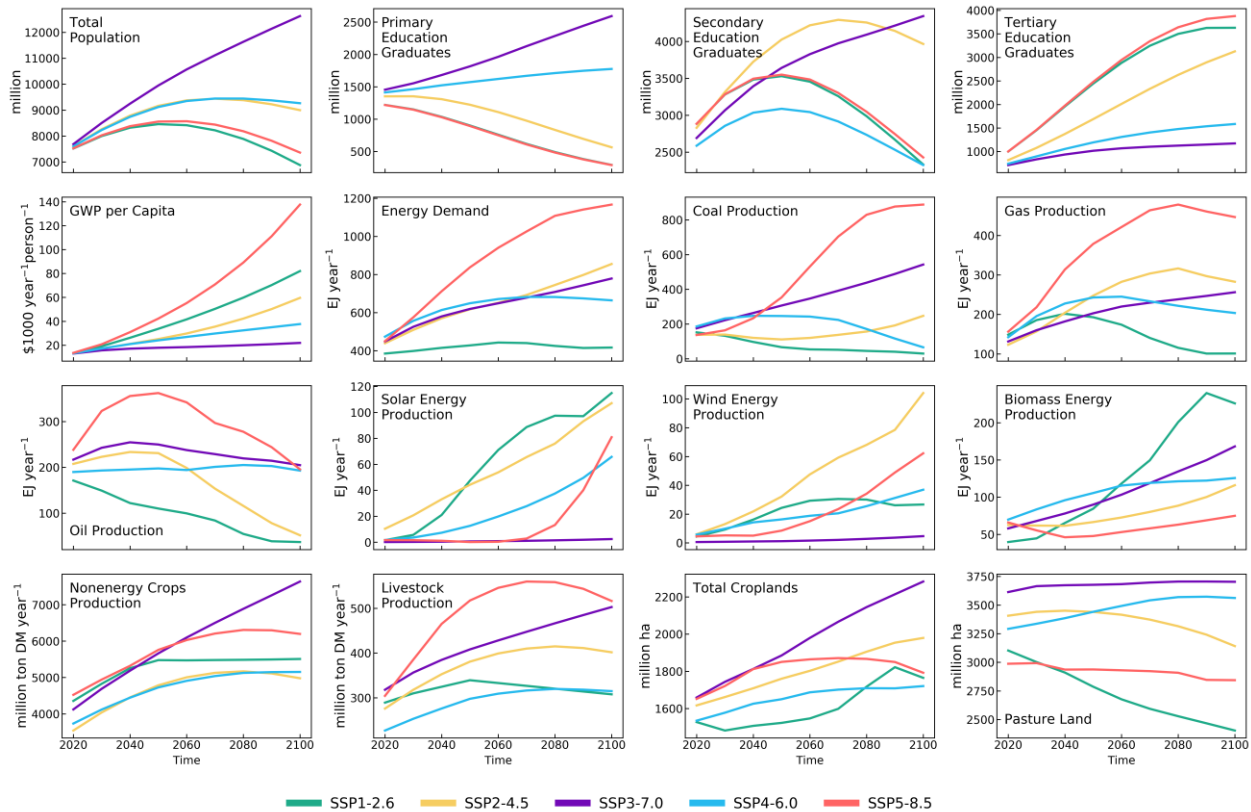 Total
Population
million
12000
11000
10000
9000
8000
7000
Primary
Education
Graduates
million
2500
2000
1500
1000
500
Secondary
Education
Graduates
million
4000
3500
3000
2500
Tertiary
Education
Graduates
million
4000
3500
3000
2500
2000
1500
1000
500
GWP per Capita
$1000 year⁻¹person⁻¹
140
120
100
80
60
40
20
Energy Demand
EJ year⁻¹
1200
1000
800
600
400
Coal Production
EJ year⁻¹
800
600
400
200
0
Gas Production
EJ year⁻¹
500
400
300
200
100
Oil Production
EJ year⁻¹
300
200
100
Solar Energy
Production
EJ year⁻¹
120
100
80
60
40
20
0
Wind Energy
Production
EJ year⁻¹
100
80
60
40
20
0
Biomass Energy
Production
EJ year⁻¹
250
200
150
100
50
Nonenergy Crops
Production
million ton DM year⁻¹
7000
6000
5000
4000
2020 2040 2060 2080 2100
Time
Livestock
Production
million ton DM year⁻¹
500
400
300
2020 2040 2060 2080 2100
Time
Total Croplands
million ha
2200
2000
1800
1600
2020 2040 2060 2080 2100
Time
Pasture Land
million ha
3750
3500
3250
3000
2750
2500
2020 2040 2060 2080 2100
Time
SSP1-2.6 SSP2-4.5 SSP3-7.0 SSP4-6.0 SSP5-8.5